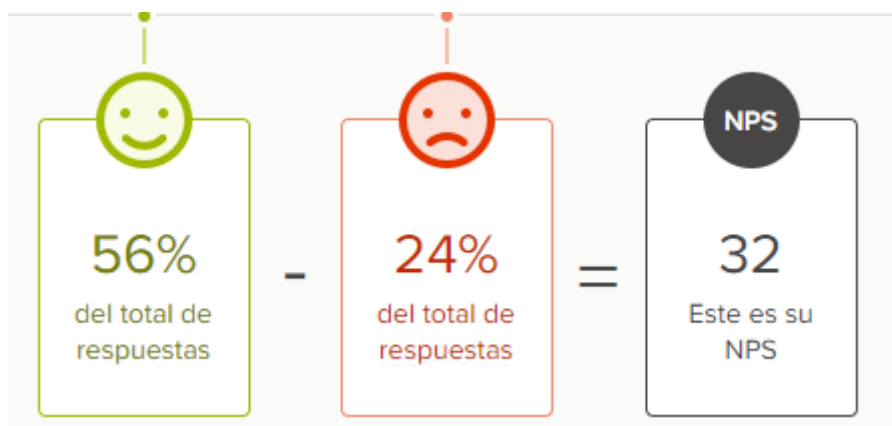 NPS
56%
-
24%
=
32
del total de
respuestas
del total de
respuestas
Este es su
NPS